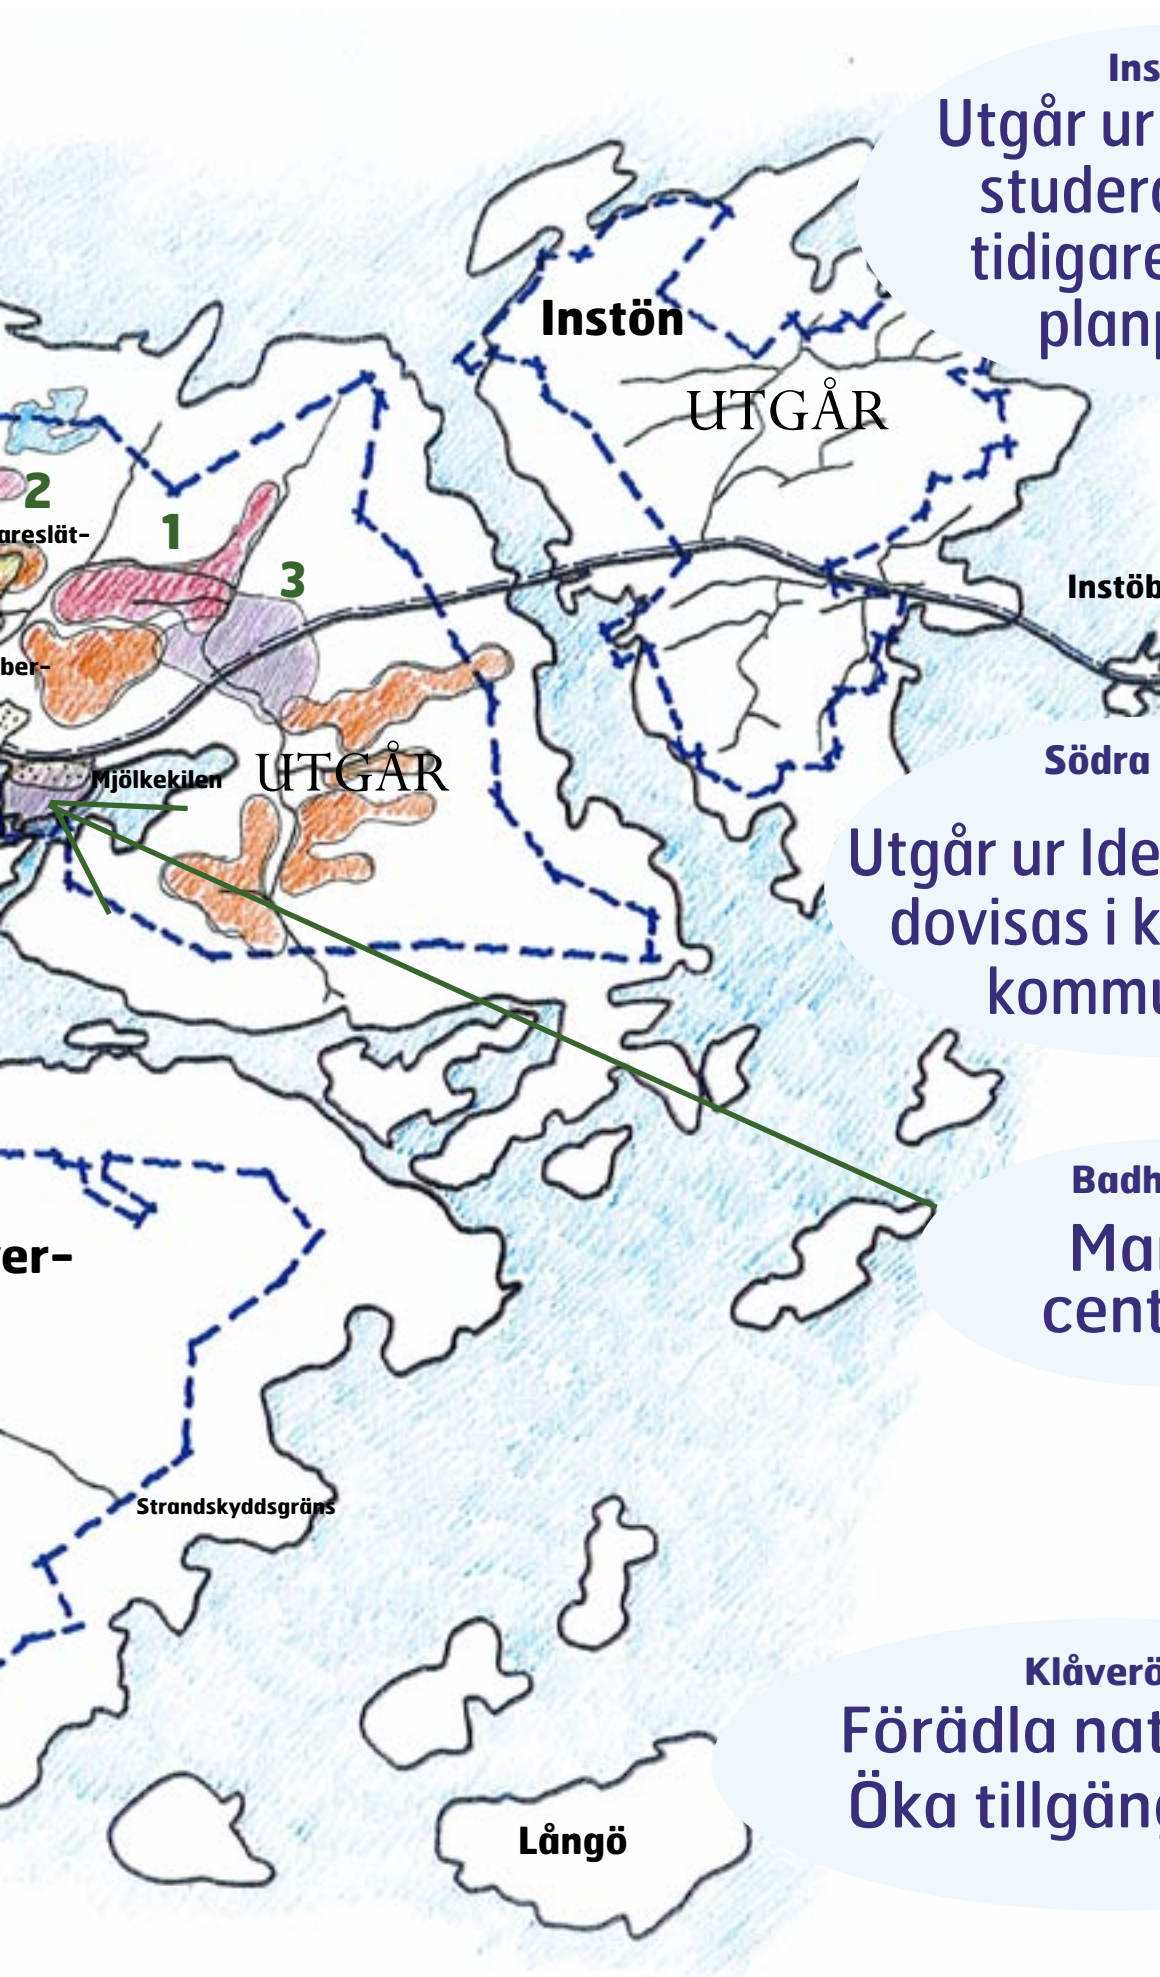 Ins
Utgår ur
studera
tidigare
planp
Instön
UTGÅR
2
1
areslät-
3
Instöb
ber-
Mjölkekilen
UTGÅR
Södra
Utgår ur Ide
dovisas i k
kommu
Badh
Mar
cent
er-
Strandskyddsgräns
Klåverö
Förädla nat
Öka tillgäng
Långö